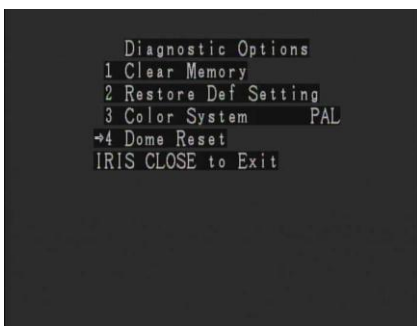 Diagnostic Options
1 Clear Memory
2 Restore Def Setting
3 Color System PAL
➔4 Dome Reset
IRIS CLOSE to Exit